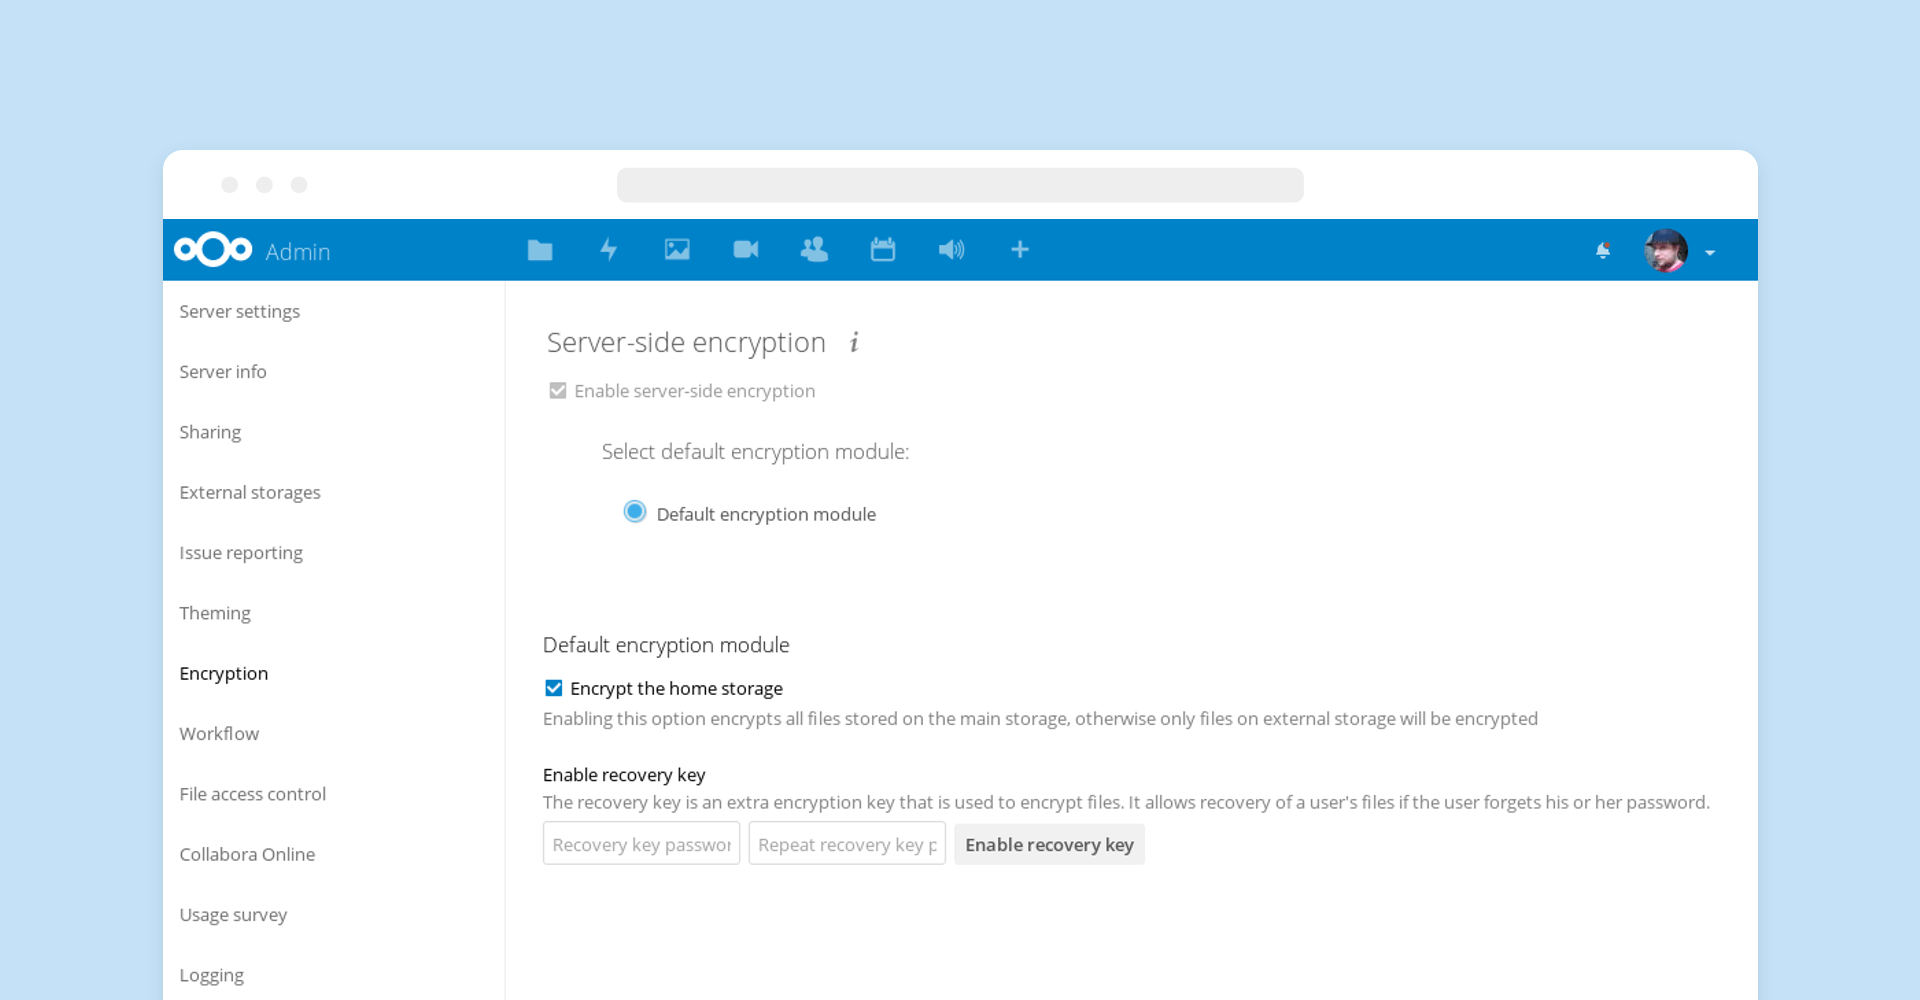 Admin
Server settings
Server info
Sharing
External storages
Issue reporting
Theming
Encryption
Workflow
File access control
Collabora Online
Usage survey
Logging
Server-side encryption i
Enable server-side encryption
Select default encryption module:
Default encryption module
Default encryption module
Encrypt the home storage
Enabling this option encrypts all files stored on the main storage, otherwise only files on external storage will be encrypted
Enable recovery key
The recovery key is an extra encryption key that is used to encrypt files. It allows recovery of a user's files if the user forgets his or her password.
Recovery key passwor Repeat recovery key p Enable recovery key